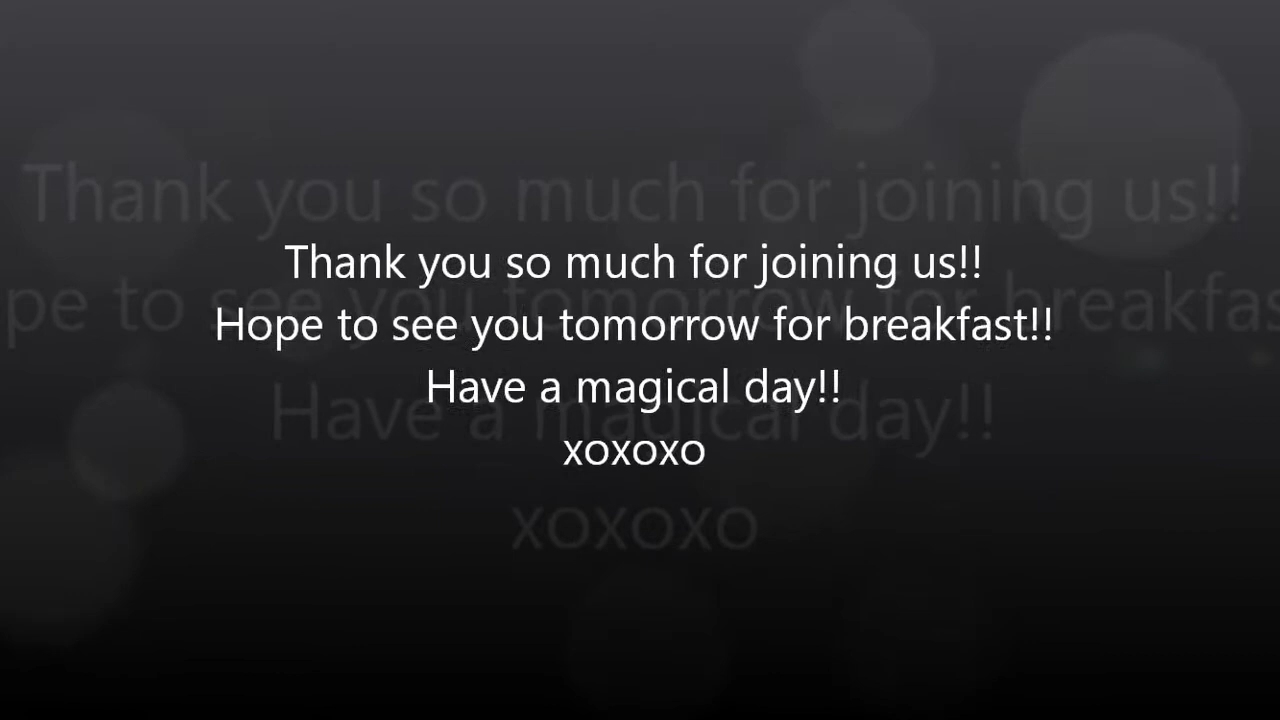 Thank you so much for joining us!!
Hope to see you tomorrow for breakfast!!
Have a magical day!!
xoxoxo